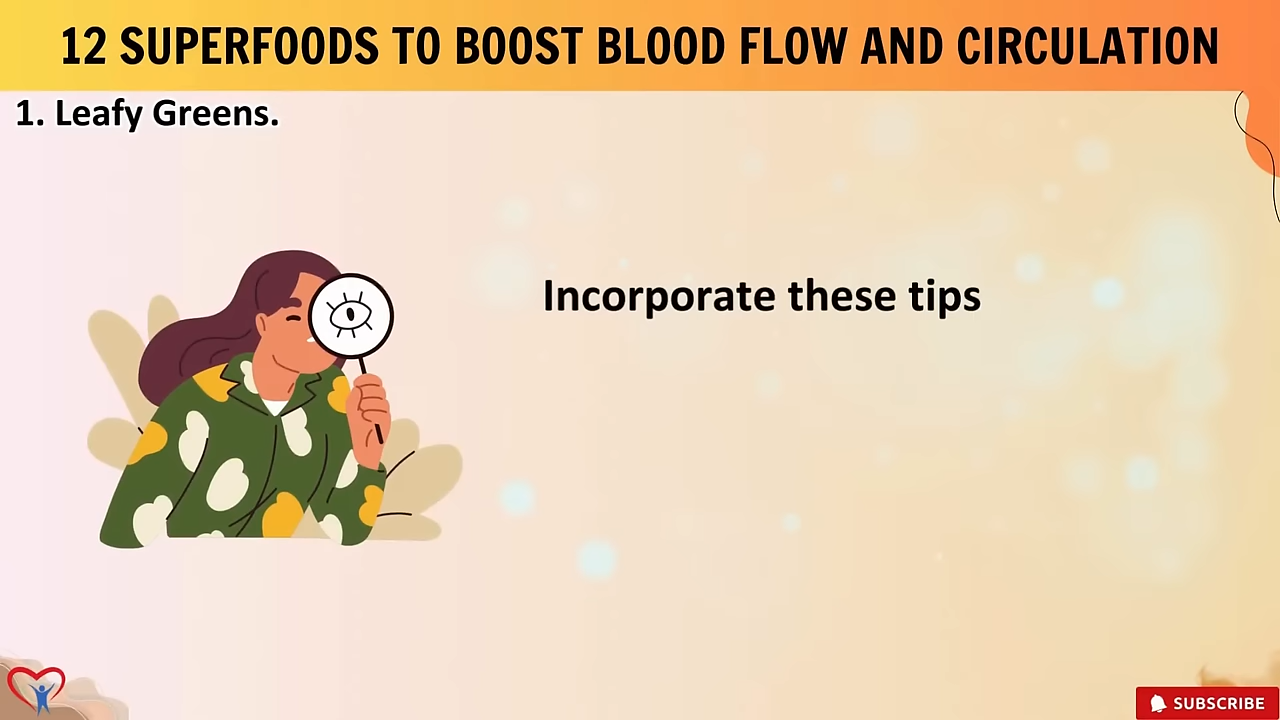 12 SUPERFOODS TO BOOST BLOOD FLOW AND CIRCULATION
1. Leafy Greens.
Incorporate these tips
SUBSCRIBE